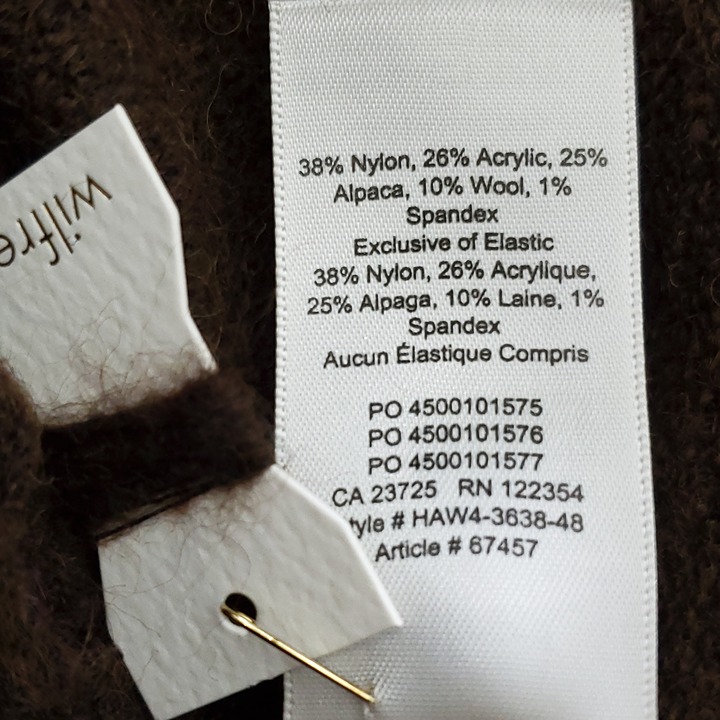 wilfre
38% Nylon, 26% Acrylic, 25%
Alpaca, 10% Wool, 1%
Spandex
Exclusive of Elastic
38% Nylon, 26% Acrylique,
25% Alpaga, 10% Laine, 1%
Spandex
Aucun Élastique Compris
PO 4500101575
PO 4500101576
PO 4500101577
CA 23725 RN 122354
tyle # HAW4-3638-48
Article # 67457